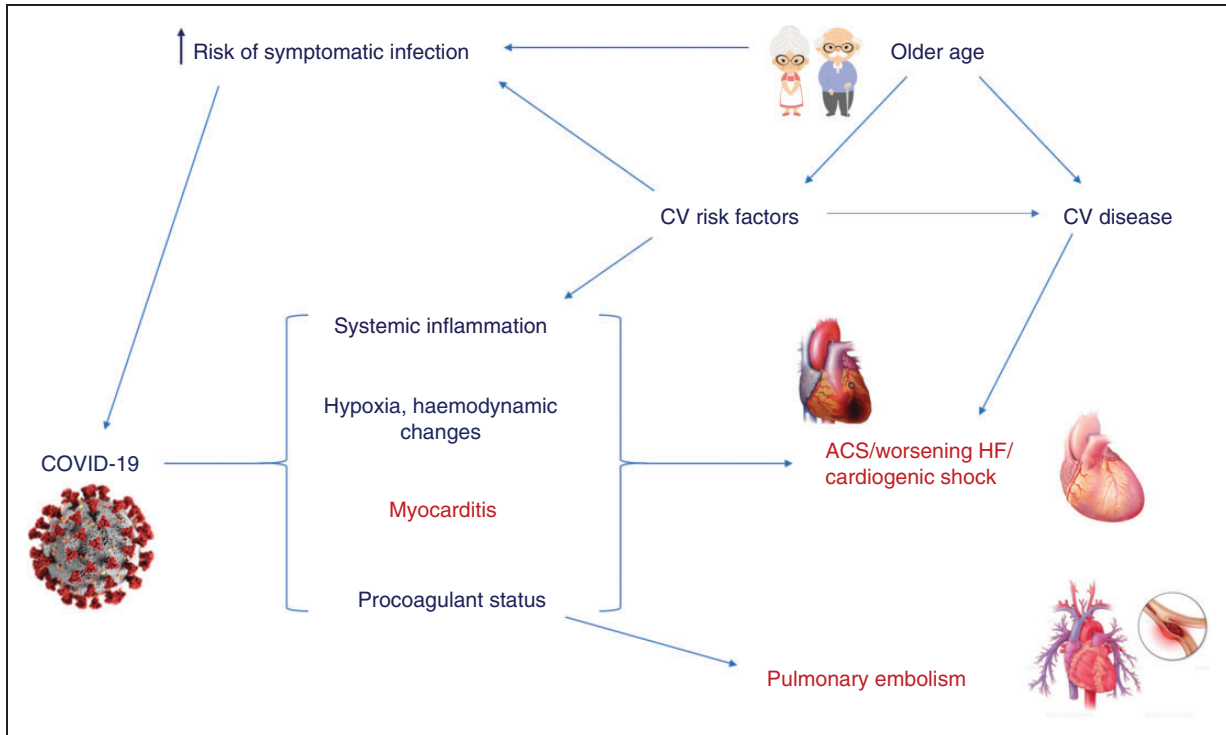 Risk of symptomatic infection
Older age
CV risk factors
CV disease
Systemic inflammation
Hypoxia, haemodynamic
changes
COVID-19
ACS/worsening HF/
cardiogenic shock
Myocarditis
Procoagulant status
Pulmonary embolism